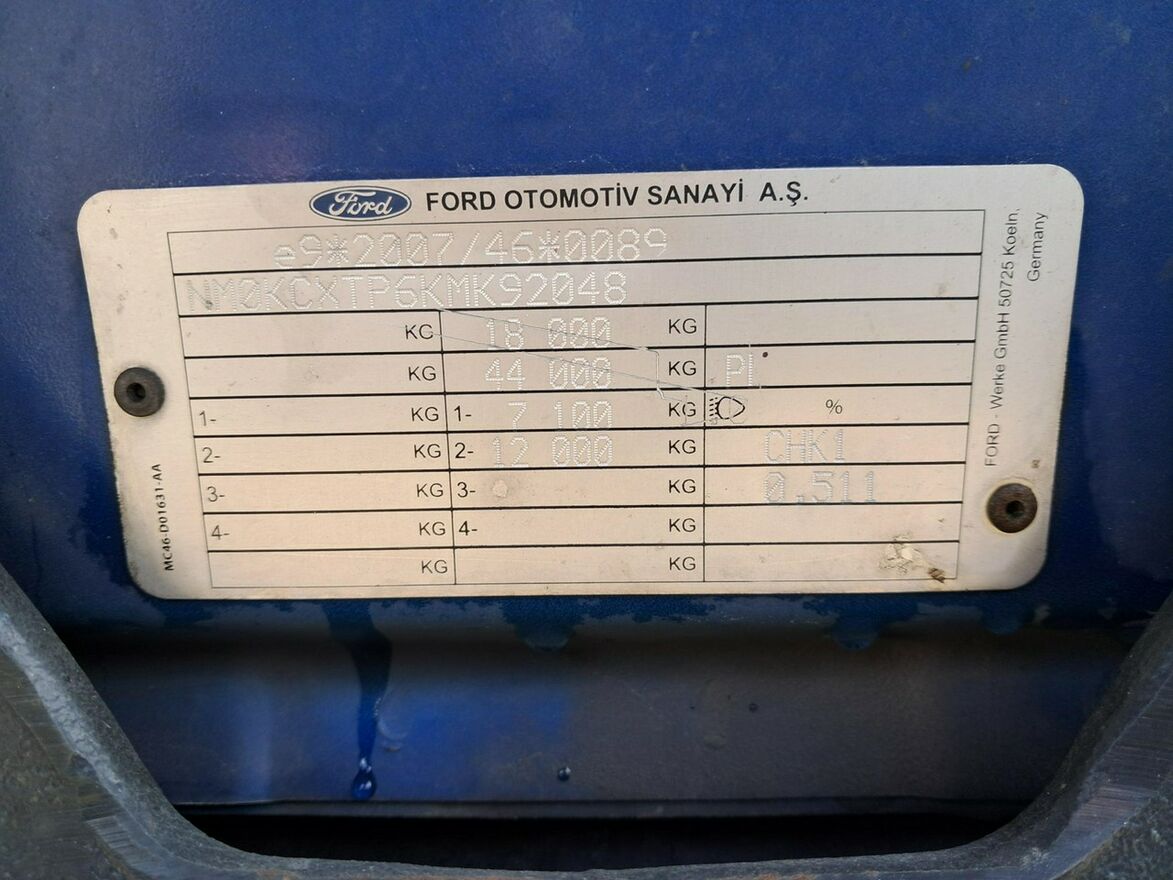 Ford FORD OTOMOTİV SANAYİ A.Ş.
e9*2007/46*0089
NM0KCXTP6KMK92048
KG 18 000 KG
KG 44 000 KG PL
1- KG 1- 7 100 KG %
2- KG 2- 12 000 KG CHK1
3- KG 3- KG 0.511
4- KG 4- KG
KG KG
MC46-D01631-AA
FORD - Werke GmbH 50725 Koeln,
Germany